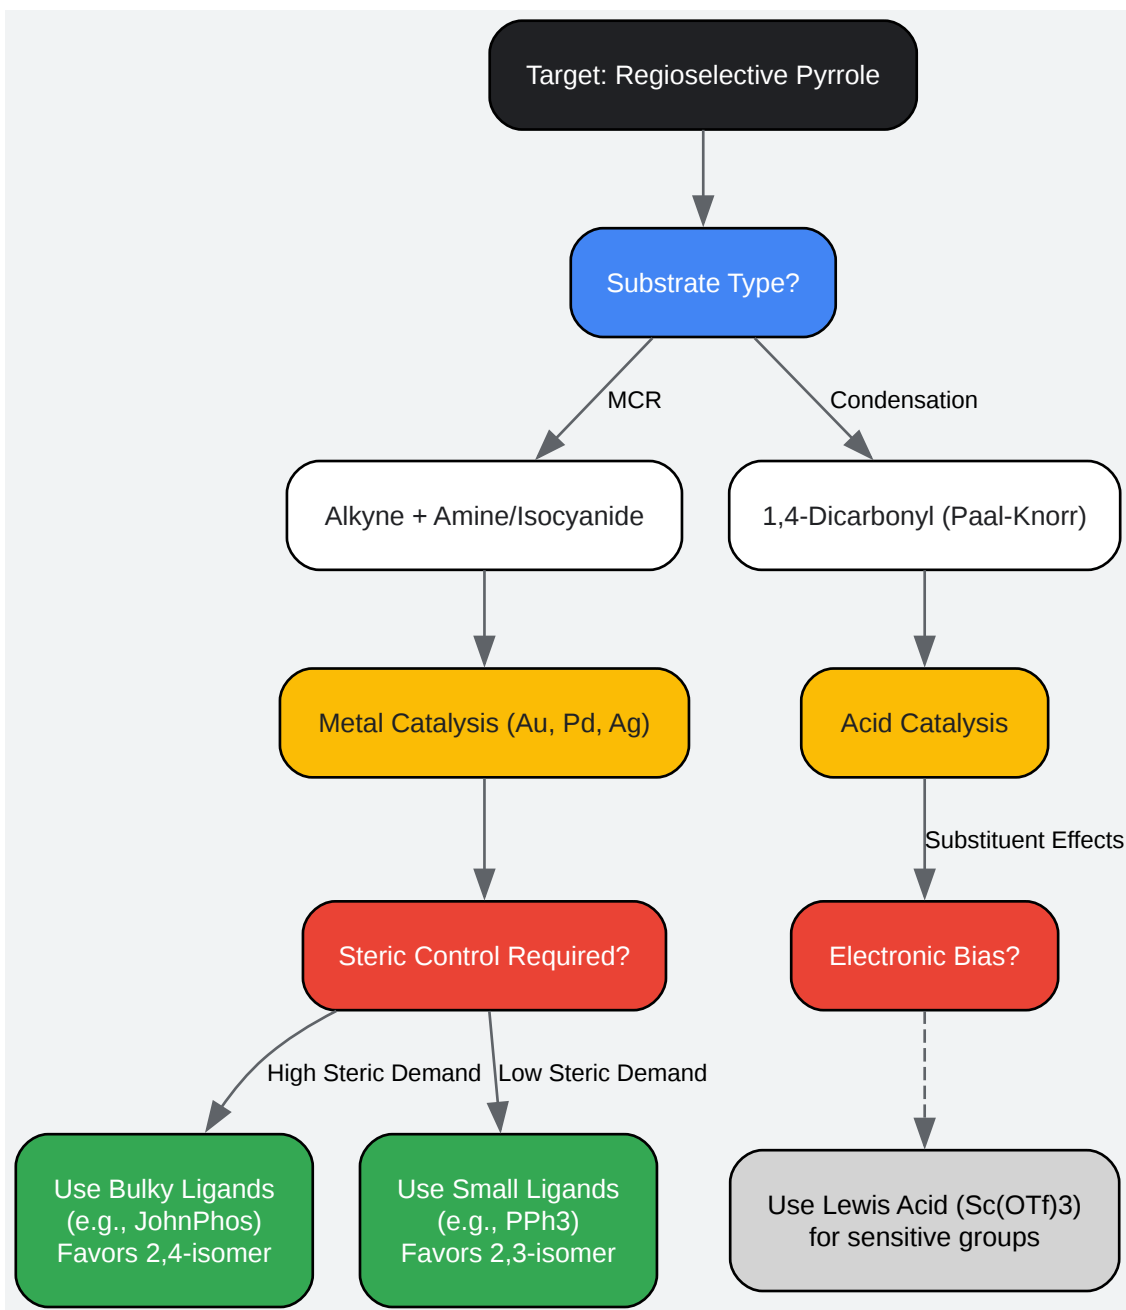 Target: Regioselective Pyrrole
Substrate Type?
MCR
Condensation
Alkyne + Amine/Isocyanide
1,4-Dicarbonyl (Paal-Knorr)
Metal Catalysis (Au, Pd, Ag)
Acid Catalysis
Substituent Effects
Steric Control Required?
Electronic Bias?
High Steric Demand
Low Steric Demand
Use Bulky Ligands
(e.g., JohnPhos)
Favors 2,4-isomer
Use Small Ligands
(e.g., PPh3)
Favors 2,3-isomer
Use Lewis Acid (Sc(OTf)3)
for sensitive groups